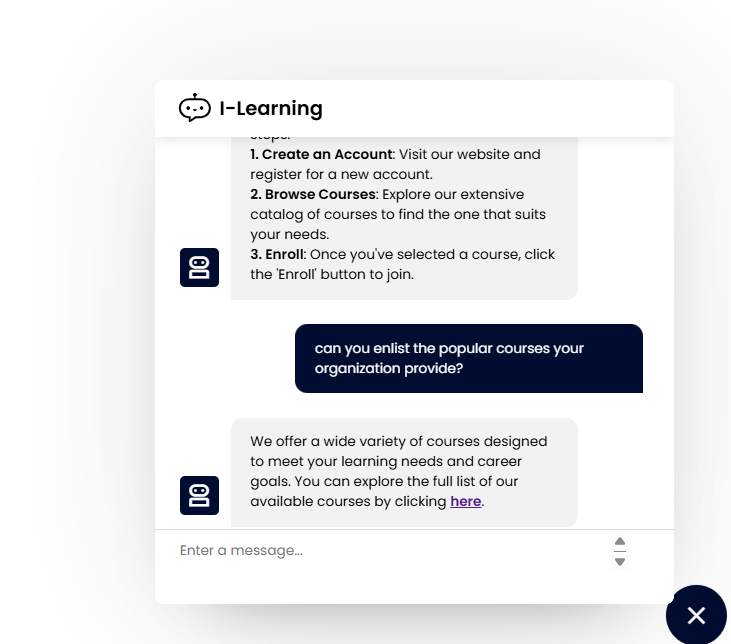 I-Learning
steps:
1. Create an Account: Visit our website and
register for a new account.
2. Browse Courses: Explore our extensive
catalog of courses to find the one that suits
your needs.
3. Enroll: Once you've selected a course, click
the 'Enroll' button to join.
can you enlist the popular courses your
organization provide?
We offer a wide variety of courses designed
to meet your learning needs and career
goals. You can explore the full list of our
available courses by clicking here.
Enter a message...